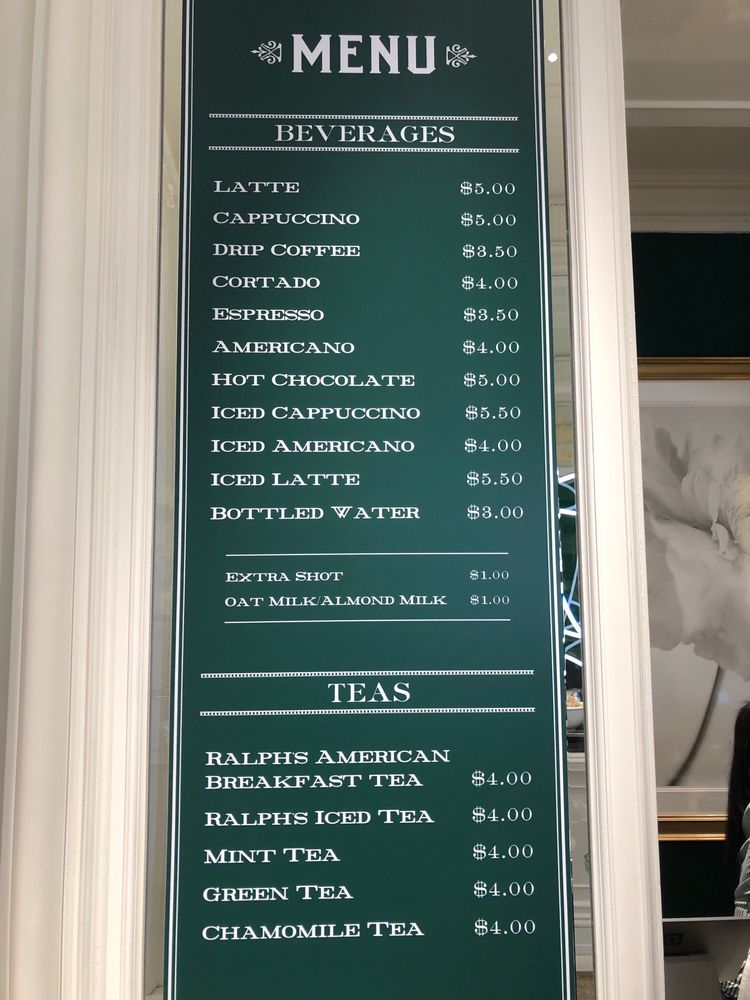 MENU
BEVERAGES
LATTE $5.00
CAPPUCCINO $5.00
DRIP COFFEE $3.50
CORTADO $4.00
ESPRESSO $3.50
AMERICANO $4.00
HOT CHOCOLATE $5.00
ICED CAPPUCCINO $5.50
ICED AMERICANO $4.00
ICED LATTE $5.50
BOTTLED WATER $3.00
EXTRA SHOT $1.00
OAT MILK/ALMOND MILK $1.00
TEAS
RALPH'S AMERICAN
BREAKFAST TEA $4.00
RALPH'S ICED TEA $4.00
MINT TEA $4.00
GREEN TEA $4.00
CHAMOMILE TEA $4.00